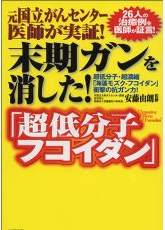 元国立がんセンター
医師が実証!
26人の
治癒例を
医師が証言!
末期ガンを
消した!
超低分子・超濃縮
「海藻モズク・フコイダン」
衝撃の抗ガン力!
安藤由朗
「超低分子
フコイダン」